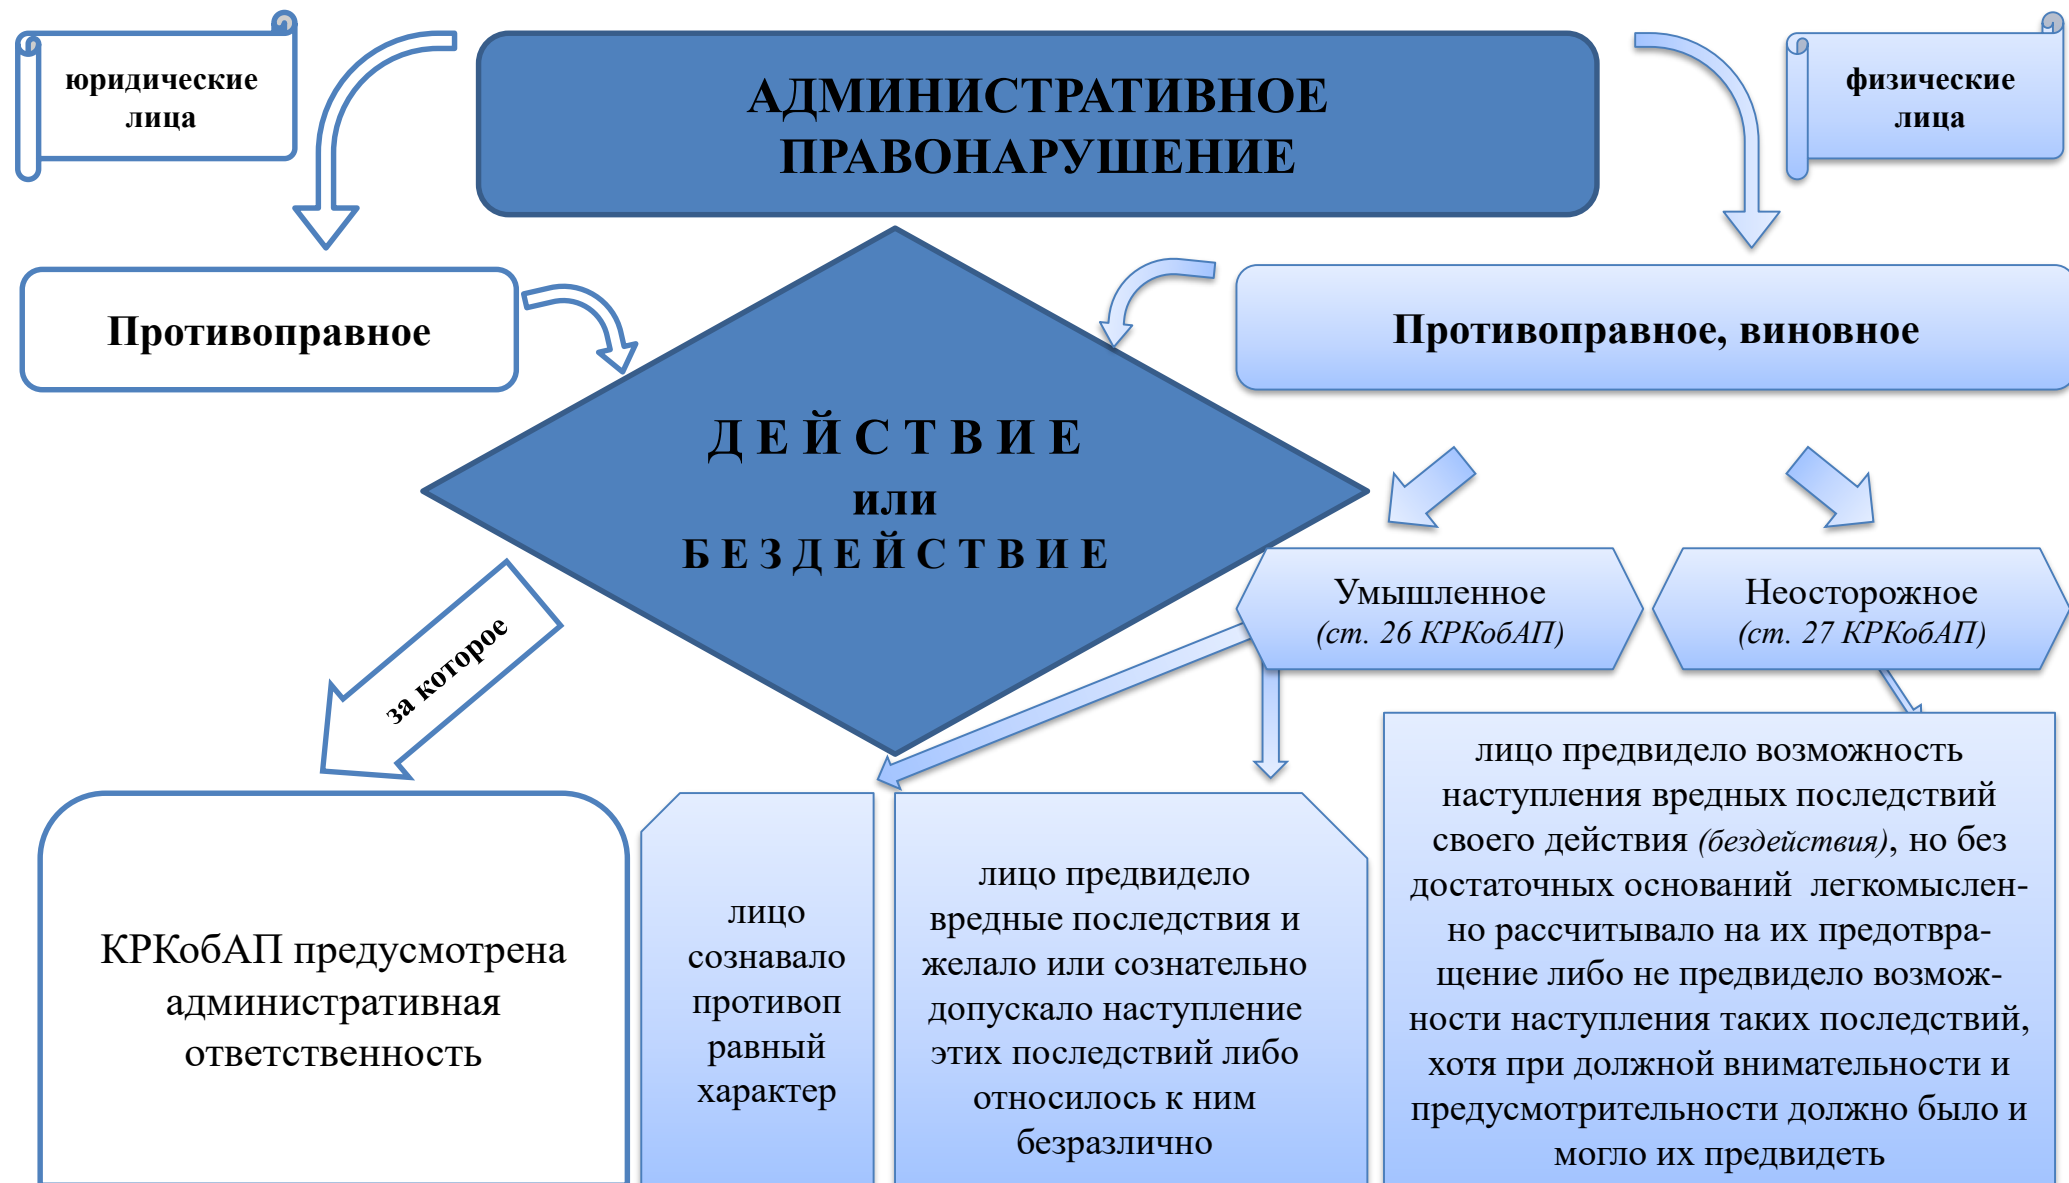 юридические
лица
АДМИНИСТРАТИВНОЕ
ПРАВОНАРУШЕНИЕ
физические
лица
Противоправное
Противоправное, виновное
Д Е Й С Т В И Е
или
Б Е З Д Е Й С Т В И Е
Умышленное
(ст. 26 КРКобАП)
Неосторожное
(ст. 27 КРКобАП)
за которое
КРКобАП предусмотрена
административная
ответственность
лицо
сознавало
противоп
равный
характер
лицо предвидело
вредные последствия и
желало или сознательно
допускало наступление
этих последствий либо
относилось к ним
безразлично
лицо предвидело возможность
наступления вредных последствий
своего действия (бездействия), но без
достаточных оснований легкомыслен-
но рассчитывало на их предотвра-
щение либо не предвидело возмож-
ности наступления таких последствий,
хотя при должной внимательности и
предусмотрительности должно было и
могло их предвидеть